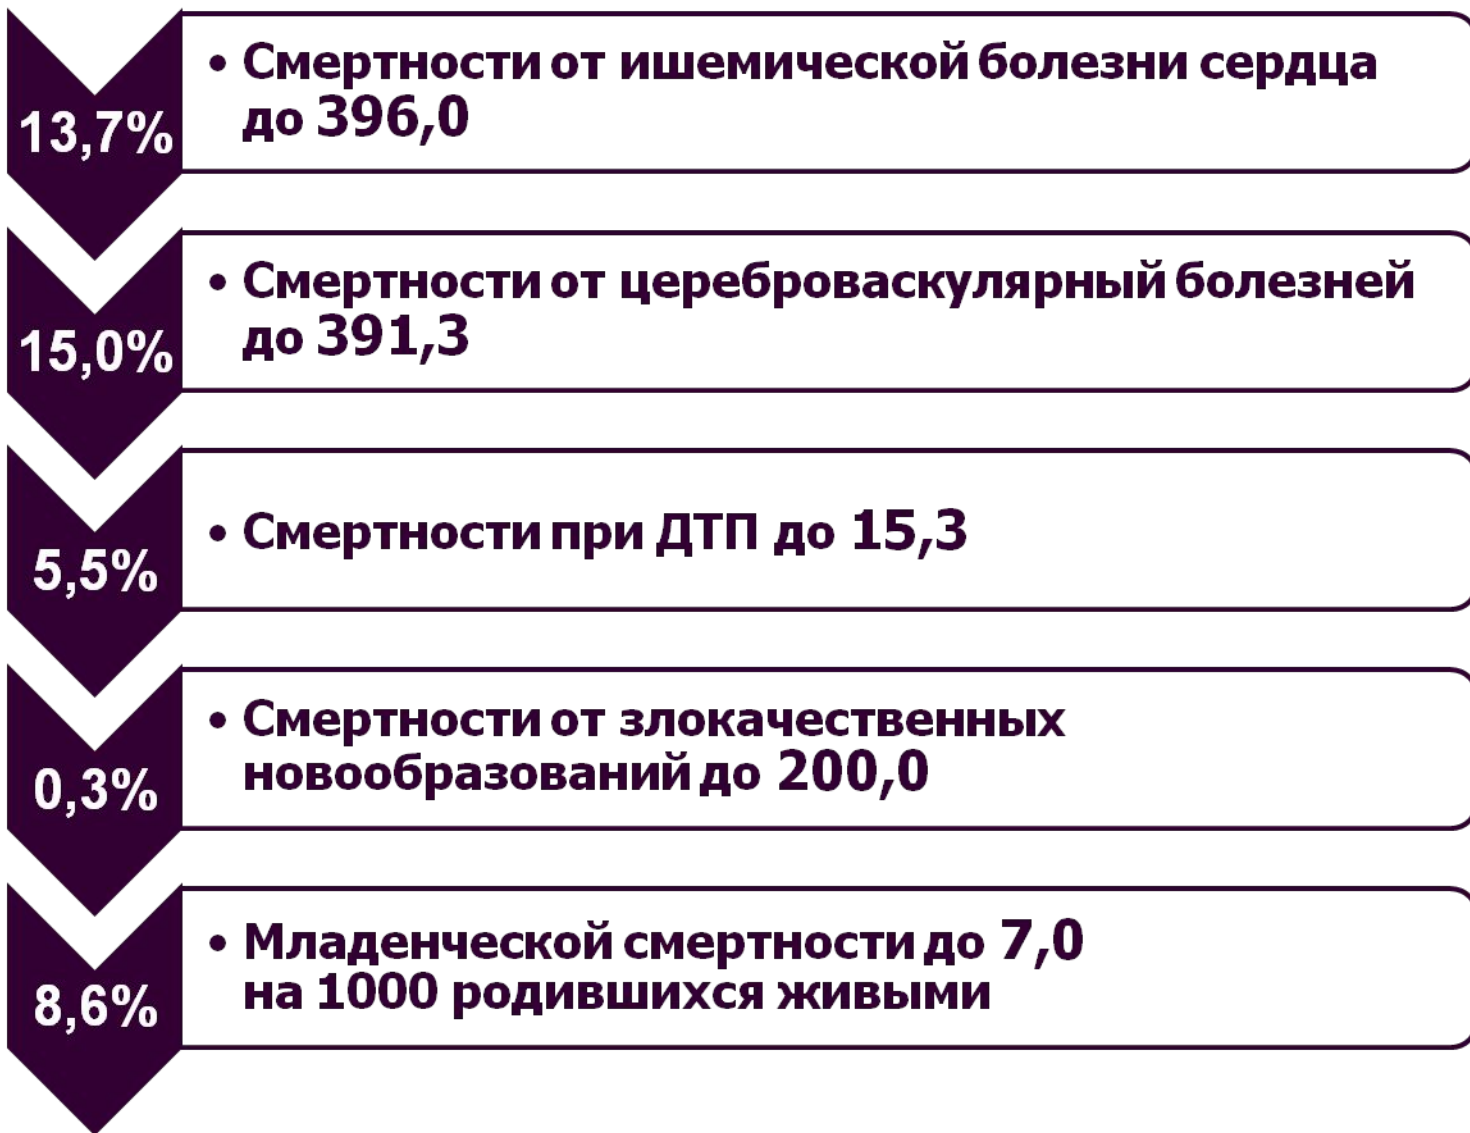 13,7%
• Смертности от ишемической болезни сердца
до 396,0
15,0%
• Смертности от цереброваскулярный болезней
до 391,3
5,5%
• Смертности при ДТП до 15,3
0,3%
• Смертности от злокачественных
новообразований до 200,0
8,6%
• Младенческой смертности до 7,0
на 1000 родившихся живыми